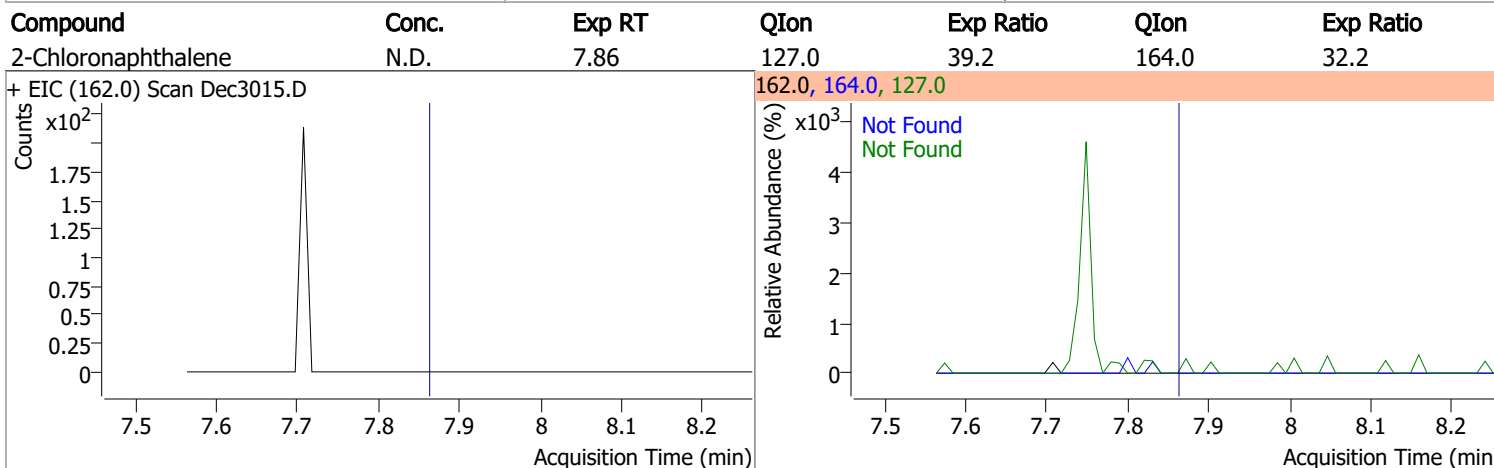 Compound Conc. Exp RT QIon Exp Ratio QIon Exp Ratio
2-Chloronaphthalene N.D. 7.86 127.0 39.2 164.0 32.2
+ EIC (162.0) Scan Dec3015.D
Counts
x10²
1.75
1.5
1.25
1
0.75
0.5
0.25
0
7.5 7.6 7.7 7.8 7.9 8 8.1 8.2
Acquisition Time (min)
162.0, 164.0, 127.0
Relative Abundance (%)
x10³
Not Found
Not Found
4
3
2
1
0
7.5 7.6 7.7 7.8 7.9 8 8.1 8.2
Acquisition Time (min)